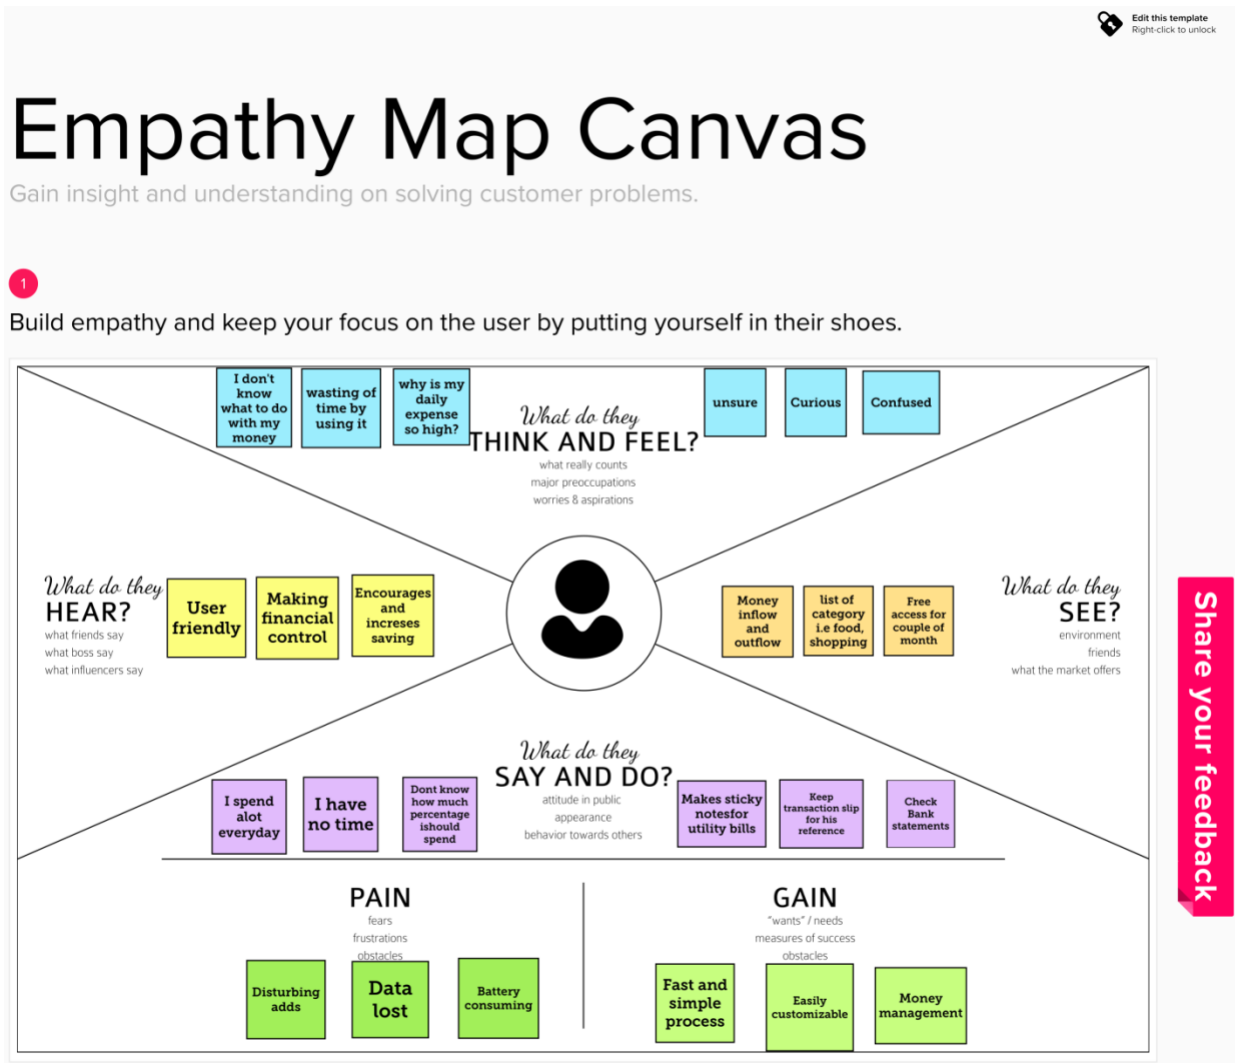 Edit this template
Right-click to unlock
Empathy Map Canvas
Gain insight and understanding on solving customer problems.
1
Build empathy and keep your focus on the user by putting yourself in their shoes.
I don't
know
what to do
with my
money
wasting of
time by
using it
why is my
daily
expense
so high?
What do they
THINK AND FEEL?
what really counts
major preoccupations
worries & aspirations
unsure
Curious
Confused
What do they
HEAR?
what friends say
what boss say
what influencers say
User
friendly
Making
financial
control
Encourages
and
increses
saving
Money
inflow
and
outflow
list of
category
i.e food,
shopping
Free
access for
couple of
month
What do they
SEE?
environment
friends
what the market offers
Share your feedback
What do they
SAY AND DO?
attitude in public
appearance
behavior towards others
I spend
alot
everyday
I have
no time
Dont know
how much
percentage
ishould
spend
Makes sticky
notesfor
utility bills
Keep
transaction slip
for his
reference
Check
Bank
statements
PAIN
fears
frustrations
obstacles
Disturbing
adds
Data
lost
Battery
consuming
GAIN
"wants" / needs
measures of success
obstacles
Fast and
simple
process
Easily
customizable
Money
management